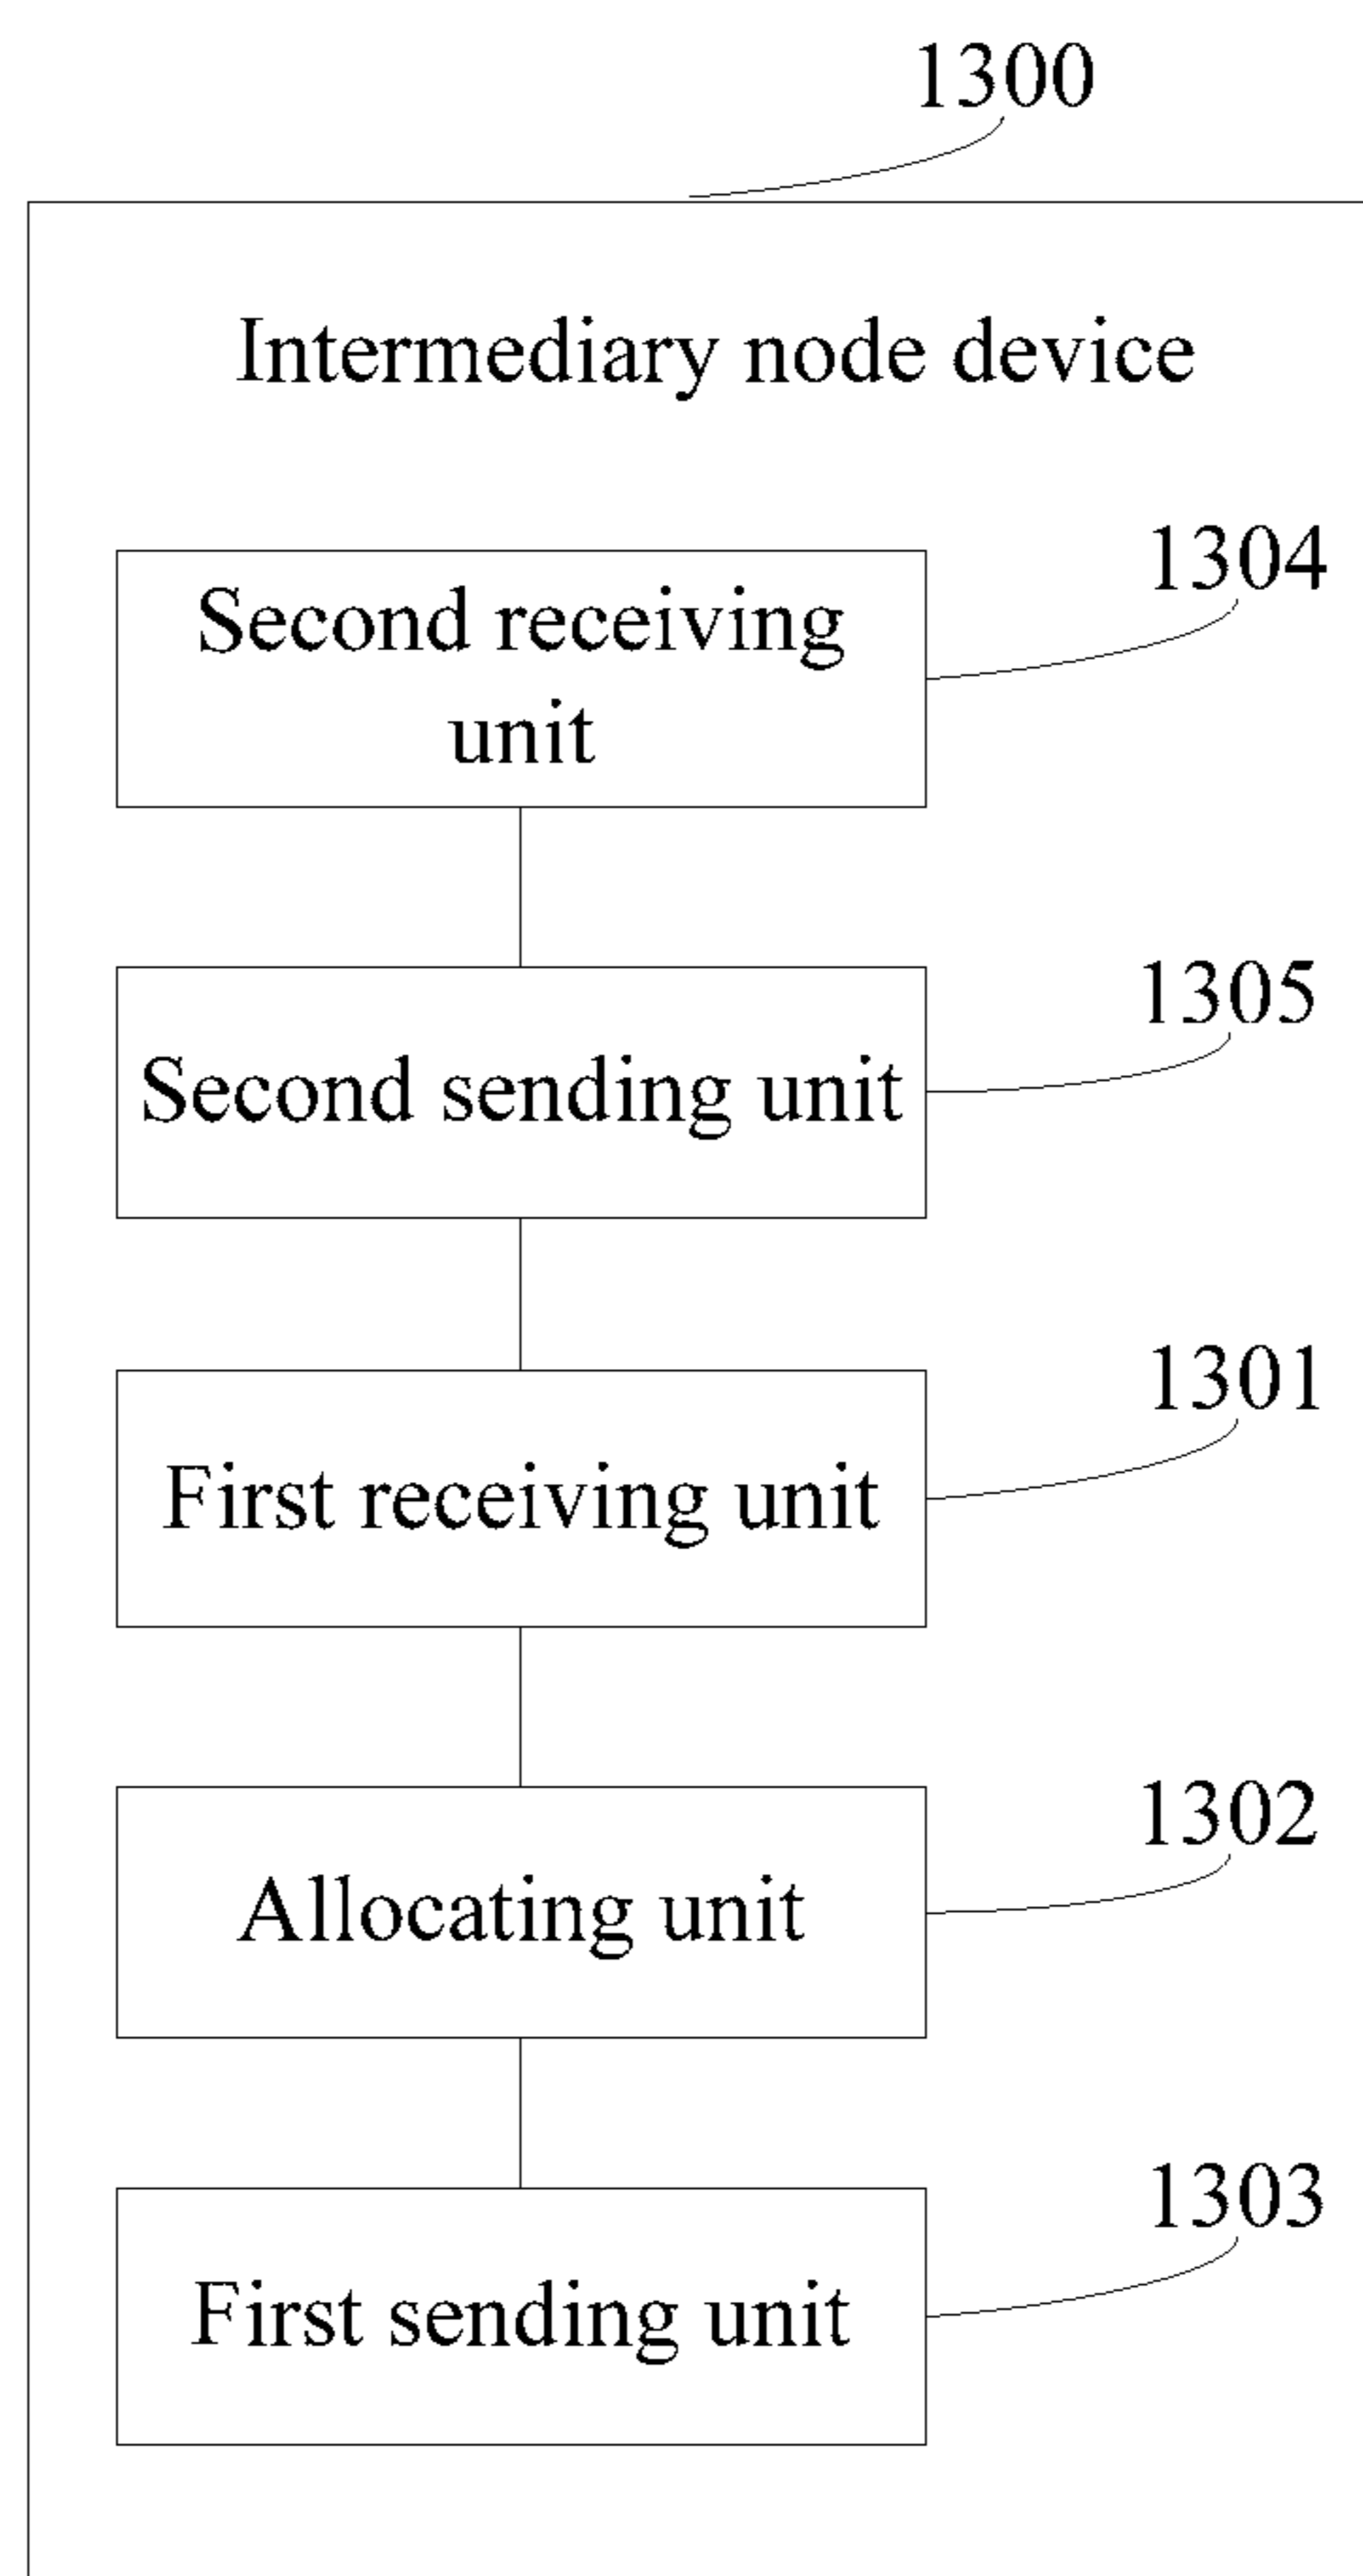 1300
Intermediary node device
1304
Second receiving
unit
1305
Second sending unit
1301
First receiving unit
1302
Allocating unit
1303
First sending unit